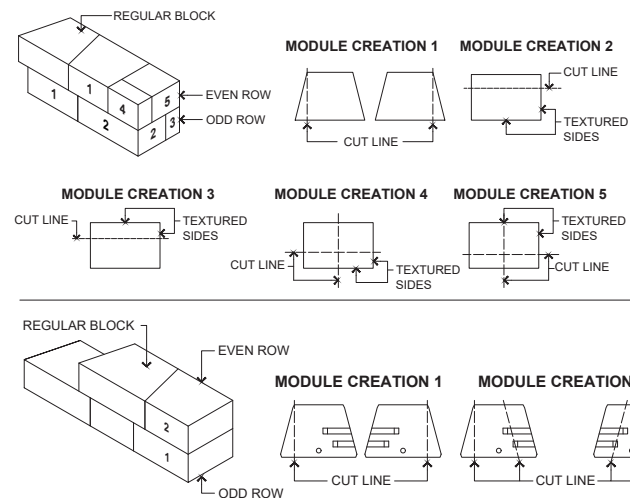 REGULAR BLOCK
1
1
4
5
2
2
3
EVEN ROW
ODD ROW
MODULE CREATION 1
CUT LINE
MODULE CREATION 2
CUT LINE
TEXTURED
SIDES
MODULE CREATION 3
CUT LINE
TEXTURED
SIDES
MODULE CREATION 4
CUT LINE
TEXTURED
SIDES
MODULE CREATION 5
TEXTURED
SIDES
CUT LINE
REGULAR BLOCK
EVEN ROW
2
1
ODD ROW
MODULE CREATION 1
CUT LINE
MODULE CREATION
CUT LINE